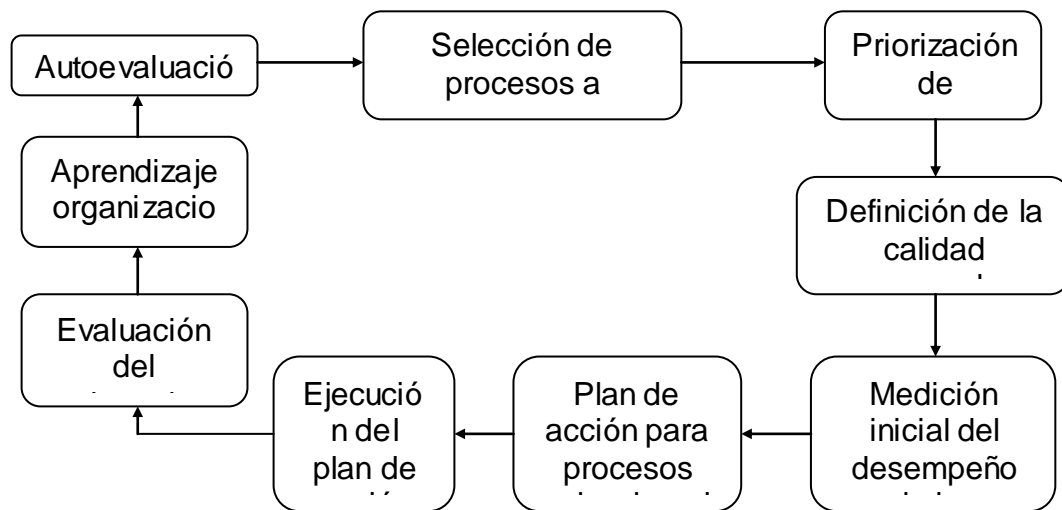 Autoevaluació
Selección de
procesos a
Priorización
de
Definición de la
calidad
Medición
inicial del
desempeño
Plan de
acción para
procesos
Ejecució
n del
plan de
Evaluación
del
Aprendizaje
organizacio